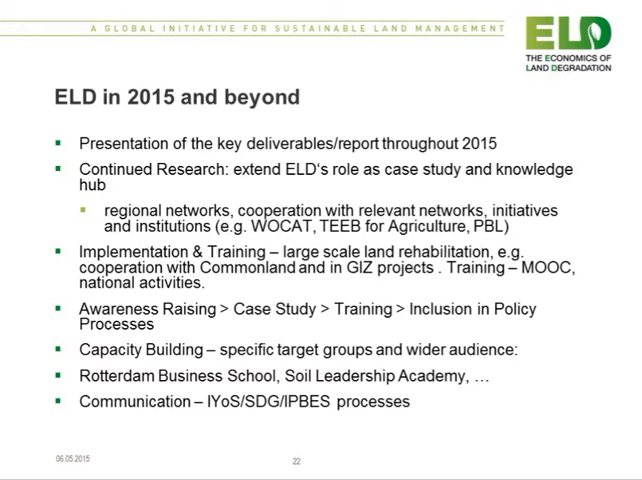 A GLOBAL INITIATIVE FOR SUSTAINABLE LAND MANAGEMENT
ELD
THE ECONOMICS OF
LAND DEGRADATION
ELD in 2015 and beyond
Presentation of the key deliverables/report throughout 2015
Continued Research: extend ELD's role as case study and knowledge
hub
regional networks, cooperation with relevant networks, initiatives
and institutions (e.g. WOCAT, TEEB for Agriculture, PBL)
Implementation & Training – large scale land rehabilitation, e.g.
cooperation with Commonland and in GIZ projects . Training – MOOC,
national activities.
Awareness Raising > Case Study > Training > Inclusion in Policy
Processes
Capacity Building – specific target groups and wider audience:
Rotterdam Business School, Soil Leadership Academy, …
Communication – IYoS/SDG/IPBES processes
06.05.2015
22